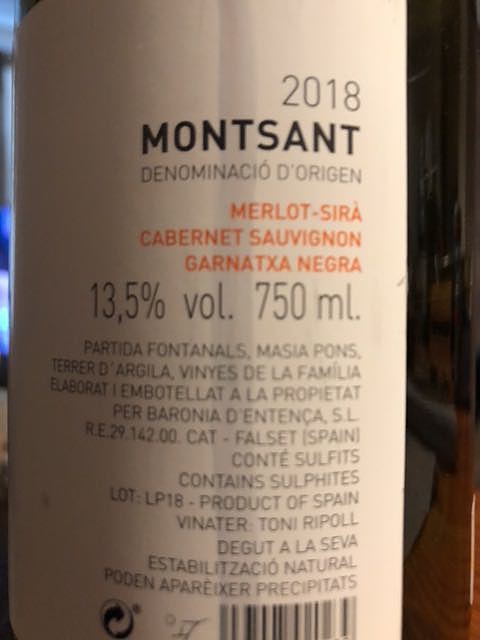 2018
MONTSANT
DENOMINACIÓ D'ORIGEN
MERLOT-SIRÀ
CABERNET SAUVIGNON
GARNATXA NEGRA
13,5% vol. 750 ml.
PARTIDA FONTANALS, MASIA PONS,
TERRER D'ARGILA, VINYES DE LA FAMÍLIA
ELABORAT I EMBOTELLAT A LA PROPIETAT
PER BARONIA D'ENTENÇA, S.L.
R.E.29.142.00. CAT - FALSET (SPAIN)
CONTÉ SULFITS
CONTAINS SULPHITES
LOT: LP18 - PRODUCT OF SPAIN
VINATER: TONI RIPOLL
DEGUT A LA SEVA
ESTABILITZACIÓ NATURAL
PODEN APARÈIXER PRECIPITATS